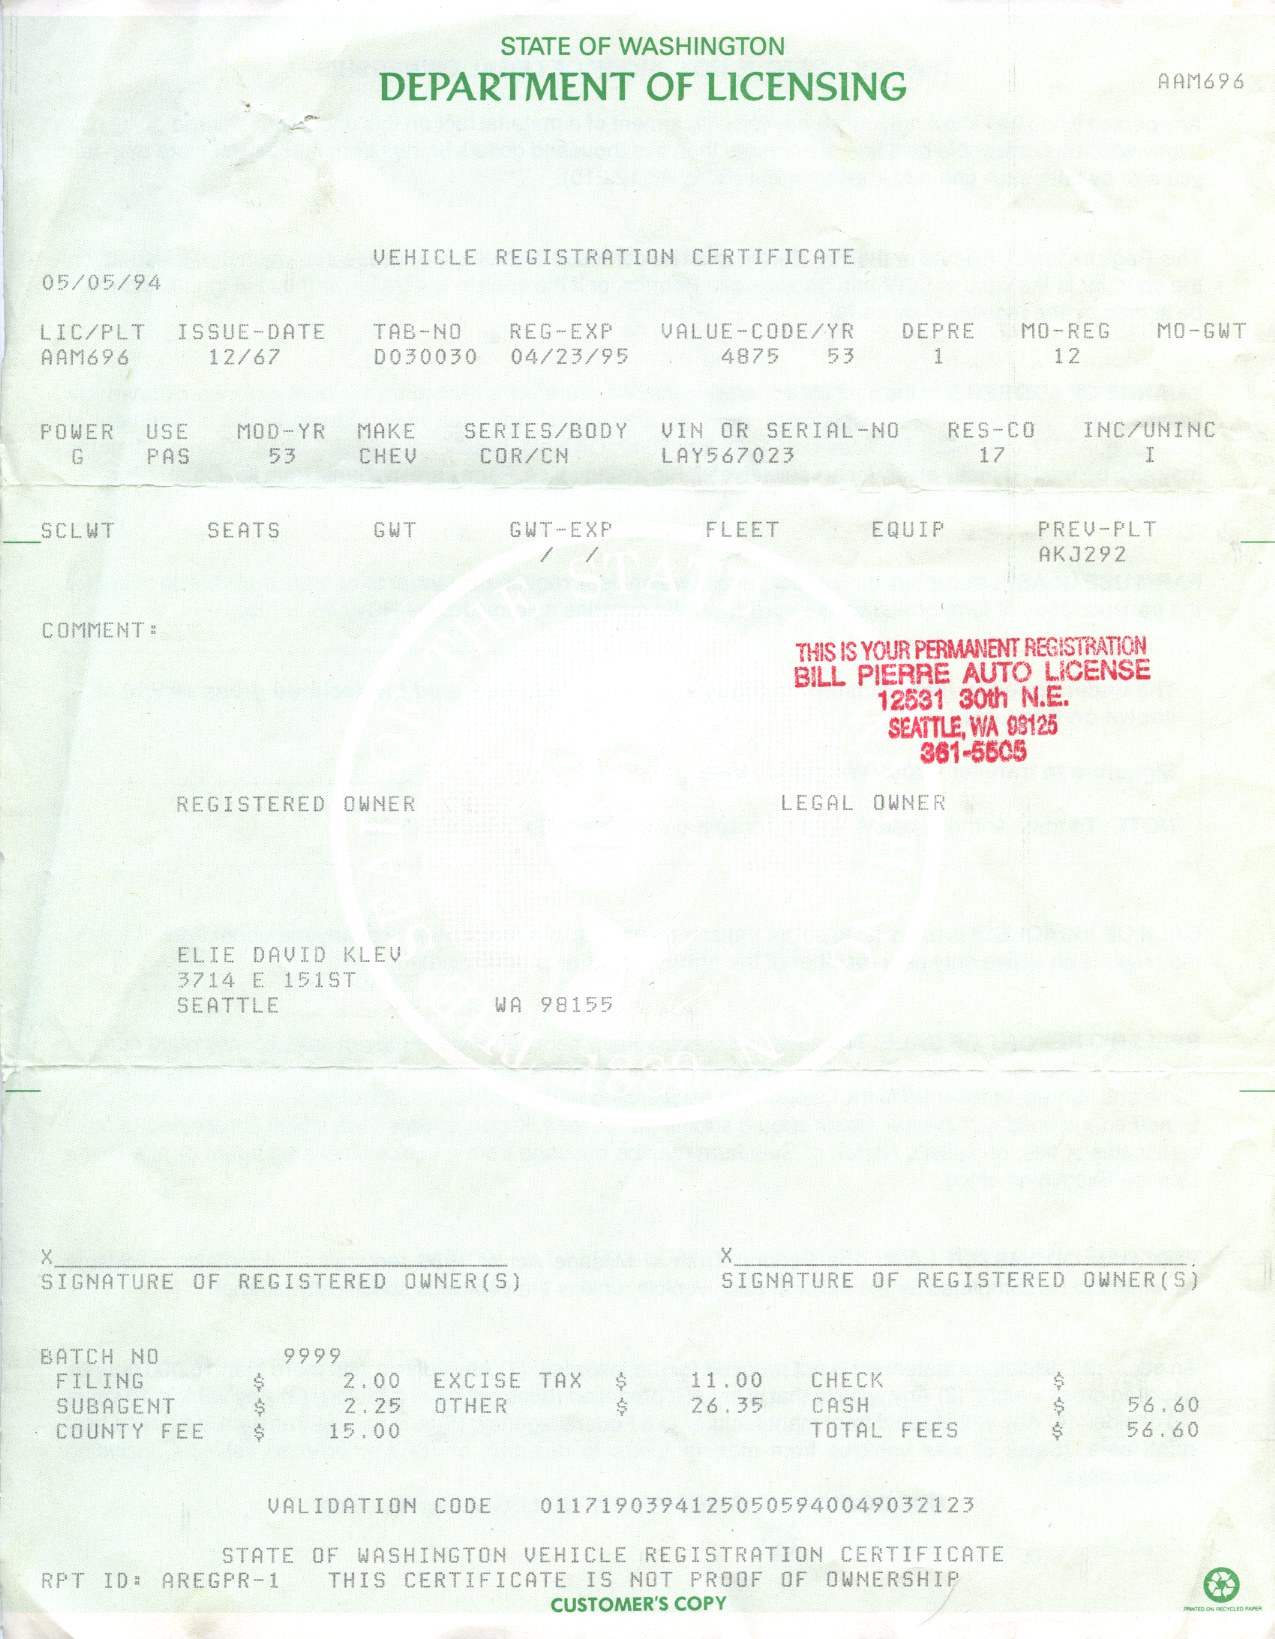 STATE OF WASHINGTON
DEPARTMENT OF LICENSING
AAM696
VEHICLE REGISTRATION CERTIFICATE
05/05/94
LIC/PLT ISSUE-DATE TAB-NO REG-EXP VALUE-CODE/YR DEPRE MO-REG MO-GWT
AAM696 12/67 D030030 04/23/95 4875 53 1 12
POWER USE MOD-YR MAKE SERIES/BODY VIN OR SERIAL-NO RES-CO INC/UNINC
G PAS 53 CHEV COR/CN LAY567023 17 I
SCLWT SEATS GWT GWT-EXP FLEET EQUIP PREV-PLT
/ / AKJ292
COMMENT:
THIS IS YOUR PERMANENT REGISTRATION
BILL PIERRE AUTO LICENSE
12531 30th N.E.
SEATTLE, WA 98125
361-5505
REGISTERED OWNER LEGAL OWNER
ELIE DAVID KLEV
3714 E 151ST
SEATTLE WA 98155
X X
SIGNATURE OF REGISTERED OWNER(S) SIGNATURE OF REGISTERED OWNER(S)
BATCH NO 9999
FILING $ 2.00 EXCISE TAX $ 11.00 CHECK $
SUBAGENT $ 2.25 OTHER $ 26.35 CASH $ 56.60
COUNTY FEE $ 15.00 TOTAL FEES $ 56.60
VALIDATION CODE 01171903941250505940049032123
STATE OF WASHINGTON VEHICLE REGISTRATION CERTIFICATE
RPT ID: AREGPR-1 THIS CERTIFICATE IS NOT PROOF OF OWNERSHIP
CUSTOMER'S COPY
PRINTED ON RECYCLED PAPER